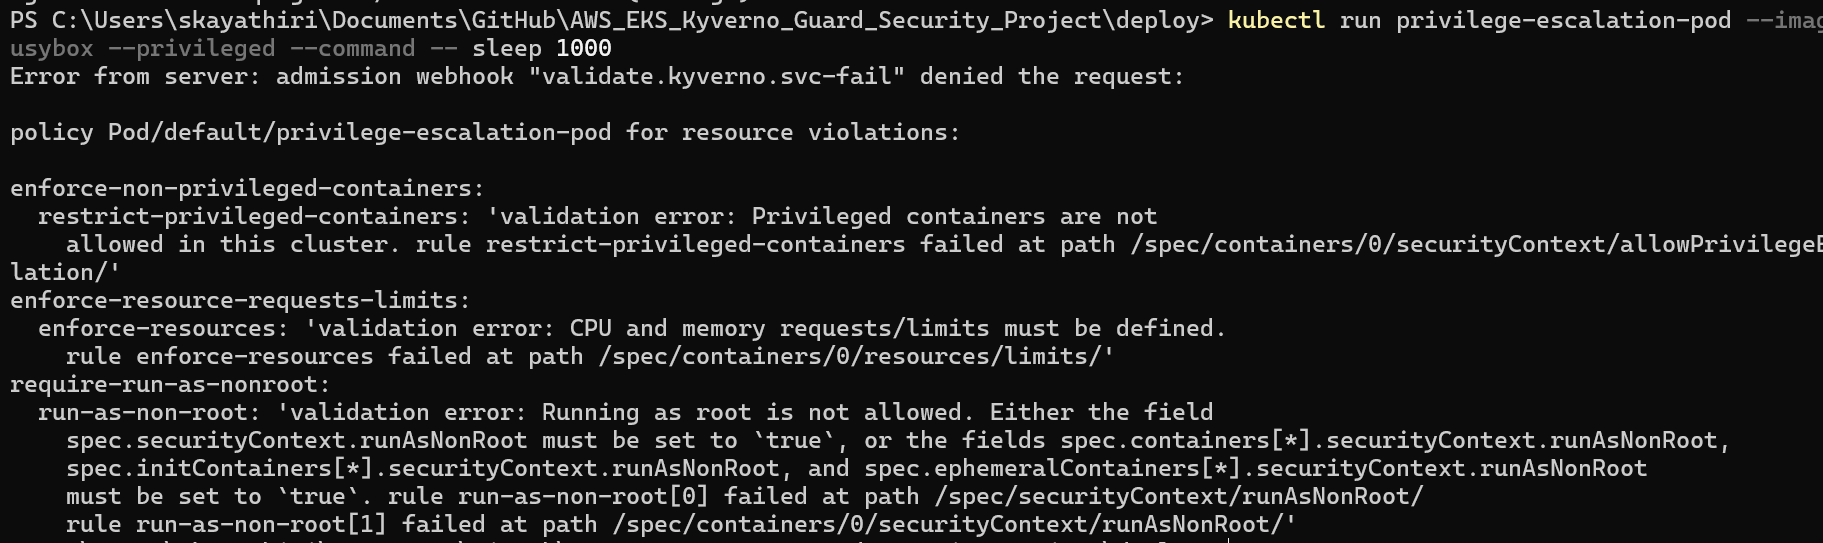 PS C:\Users\skayathiri\Documents\GitHub\AWS_EKS_Kyverno_Guard_Security_Project\deploy> kubectl run privilege-escalation-pod --imag
usybox --privileged --command -- sleep 1000
Error from server: admission webhook "validate.kyverno.svc-fail" denied the request:
policy Pod/default/privilege-escalation-pod for resource violations:
enforce-non-privileged-containers:
restrict-privileged-containers: 'validation error: Privileged containers are not
allowed in this cluster. rule restrict-privileged-containers failed at path /spec/containers/0/securityContext/allowPrivilegeE
lation/'
enforce-resource-requests-limits:
enforce-resources: 'validation error: CPU and memory requests/limits must be defined.
rule enforce-resources failed at path /spec/containers/0/resources/limits/'
require-run-as-nonroot:
run-as-non-root: 'validation error: Running as root is not allowed. Either the field
spec.securityContext.runAsNonRoot must be set to `true`, or the fields spec.containers[*].securityContext.runAsNonRoot,
spec.initContainers[*].securityContext.runAsNonRoot, and spec.ephemeralContainers[*].securityContext.runAsNonRoot
must be set to `true`. rule run-as-non-root[0] failed at path /spec/securityContext/runAsNonRoot/
rule run-as-non-root[1] failed at path /spec/containers/0/securityContext/runAsNonRoot/'